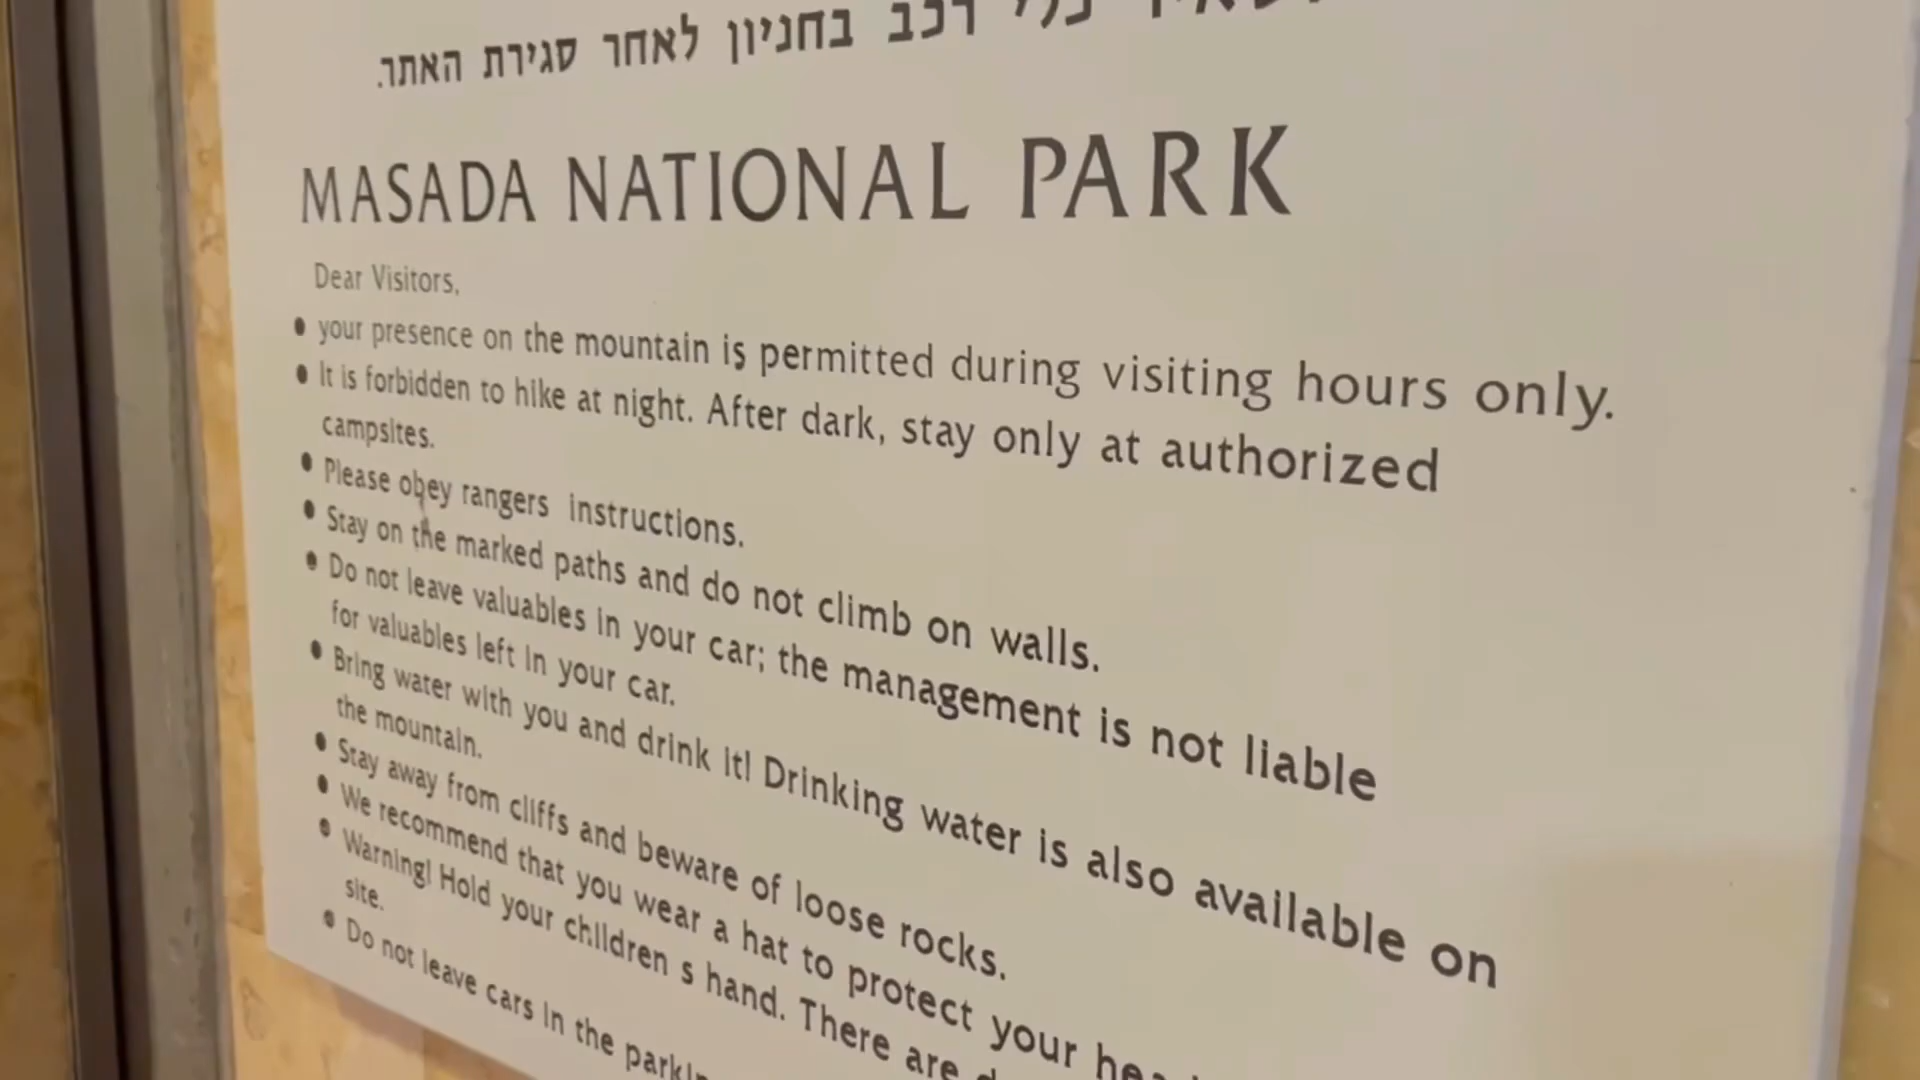 כלי רכב בחניון לאחר סגירת האתר.
MASADA NATIONAL PARK
Dear Visitors,
• your presence on the mountain is permitted during visiting hours only.
• It is forbidden to hike at night. After dark, stay only at authorized
campsites.
• Please obey rangers instructions.
• Stay on the marked paths and do not climb on walls.
• Do not leave valuables in your car; the management is not liable
for valuables left in your car.
• Bring water with you and drink it! Drinking water is also available on
the mountain.
• Stay away from cliffs and beware of loose rocks.
• We recommend that you wear a hat to protect your
• Warning! Hold your children s hand. There are
site.
• Do not leave cars in the